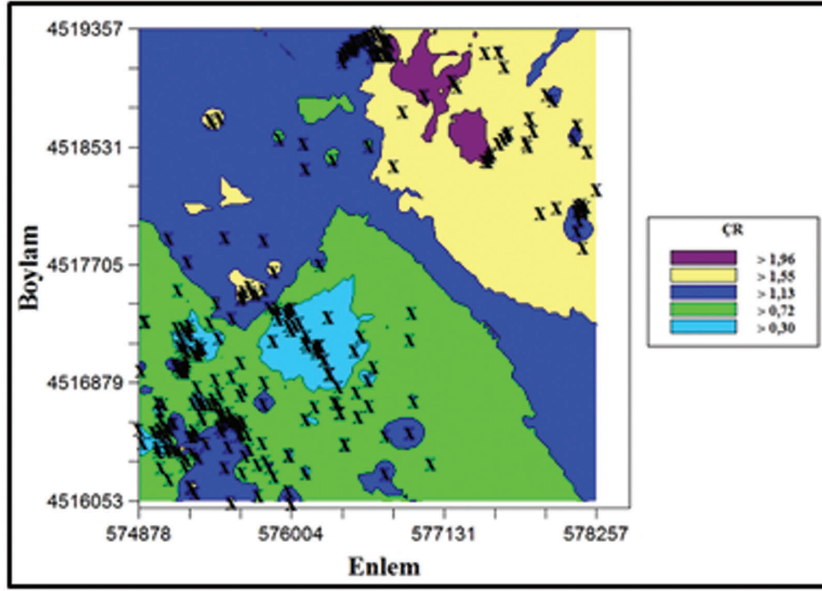 4519357
4518531
4517705
4516879
4516053
574878 576004 577131 578257
Boylam
Enlem
ÇR
> 1,96
> 1,55
> 1,13
> 0,72
> 0,30